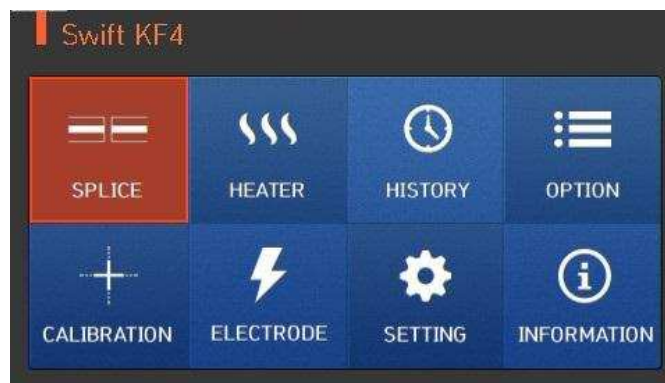 Swift KF4
SPLICE HEATER HISTORY OPTION
CALIBRATION ELECTRODE SETTING INFORMATION